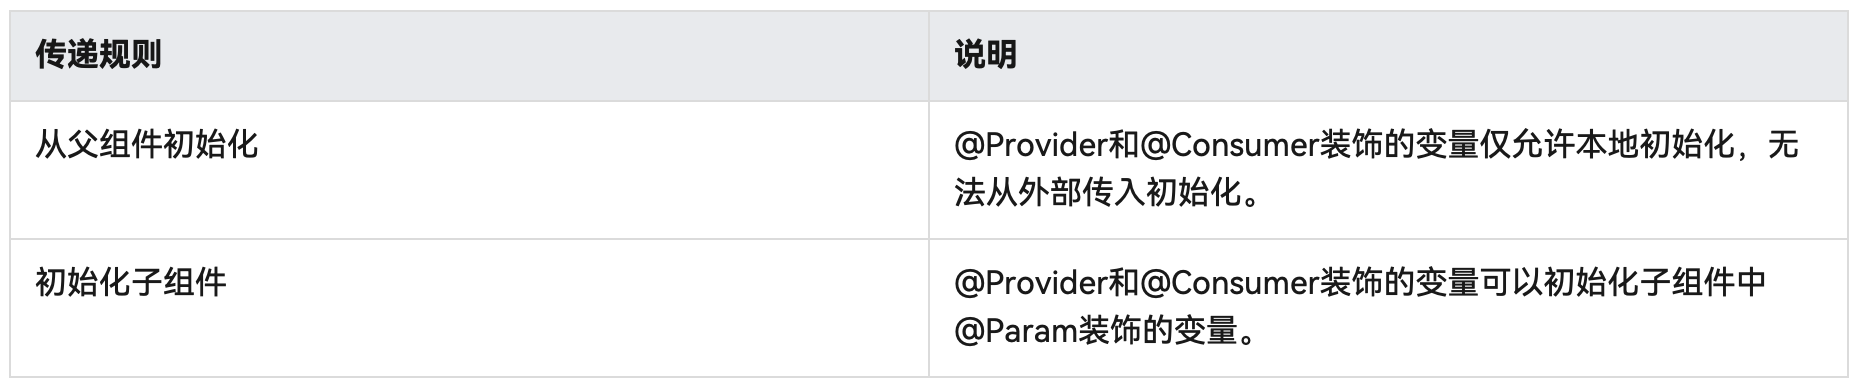 传递规则
说明
从父组件初始化
@Provider和@Consumer装饰的变量仅允许本地初始化，无
法从外部传入初始化。
初始化子组件
@Provider和@Consumer装饰的变量可以初始化子组件中
@Param装饰的变量。